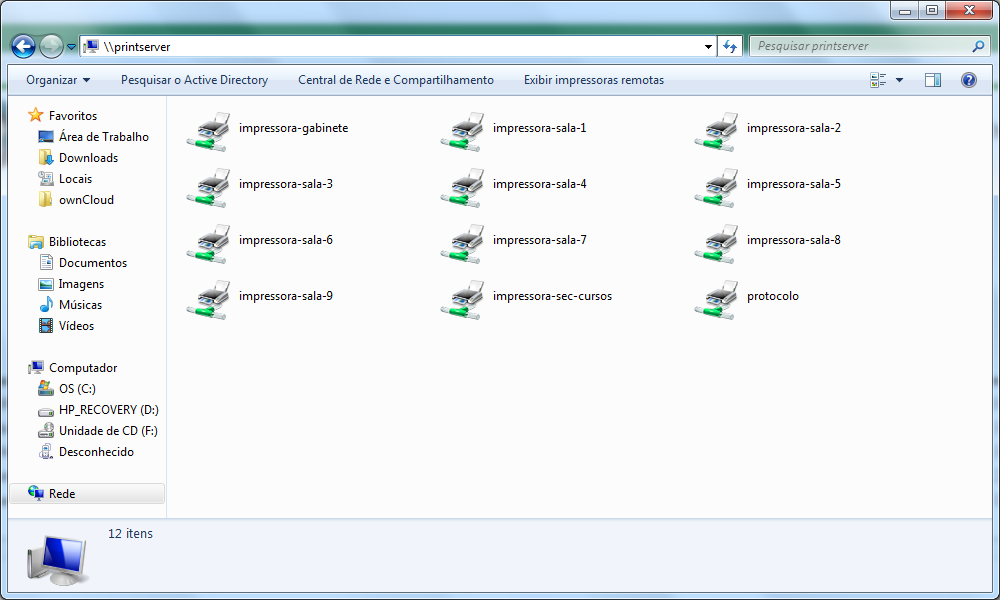 \\printserver
Pesquisar printserver
Organizar
Pesquisar o Active Directory
Central de Rede e Compartilhamento
Exibir impressoras remotas
Favoritos
Área de Trabalho
Downloads
Locais
ownCloud
Bibliotecas
Documentos
Imagens
Músicas
Vídeos
Computador
OS (C:)
HP_RECOVERY (D:)
Unidade de CD (F:)
Desconhecido
Rede
impressora-gabinete
impressora-sala-1
impressora-sala-2
impressora-sala-3
impressora-sala-4
impressora-sala-5
impressora-sala-6
impressora-sala-7
impressora-sala-8
impressora-sala-9
impressora-sec-cursos
protocolo
12 itens